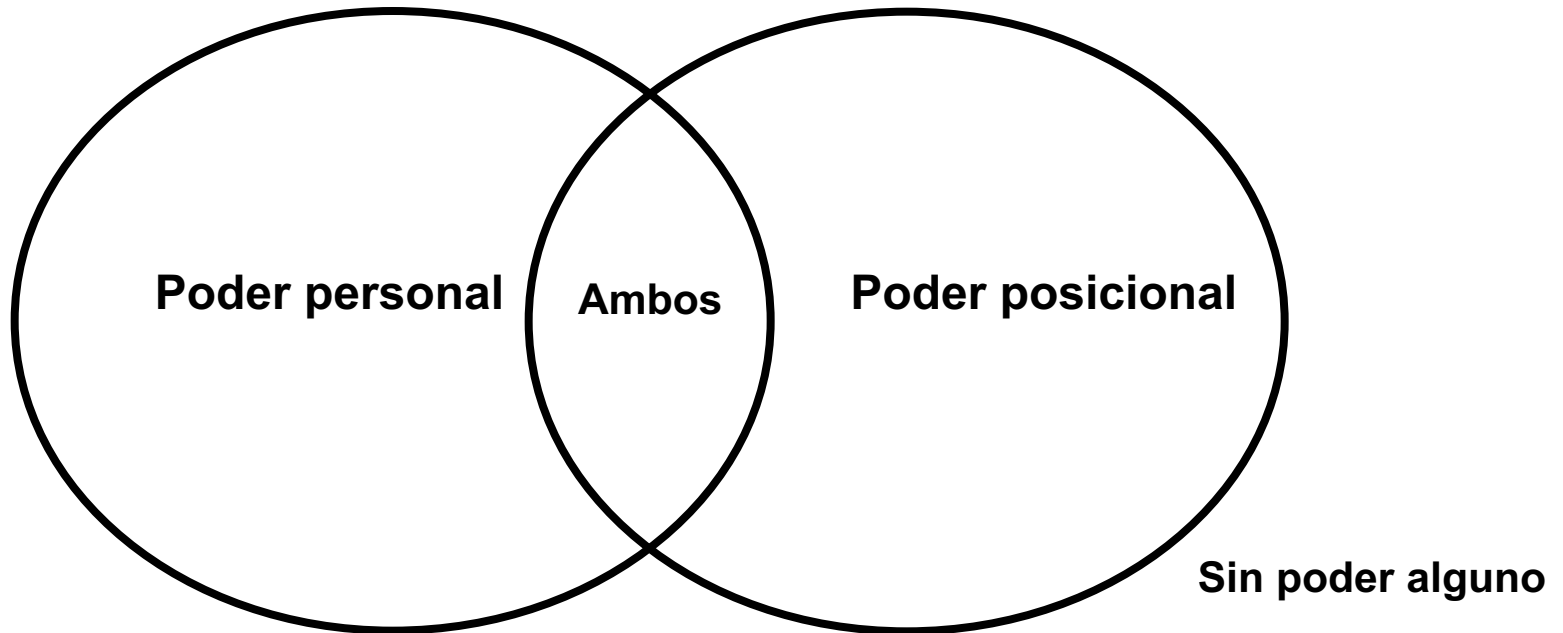 Poder personal
Ambos
Poder posicional
Sin poder alguno